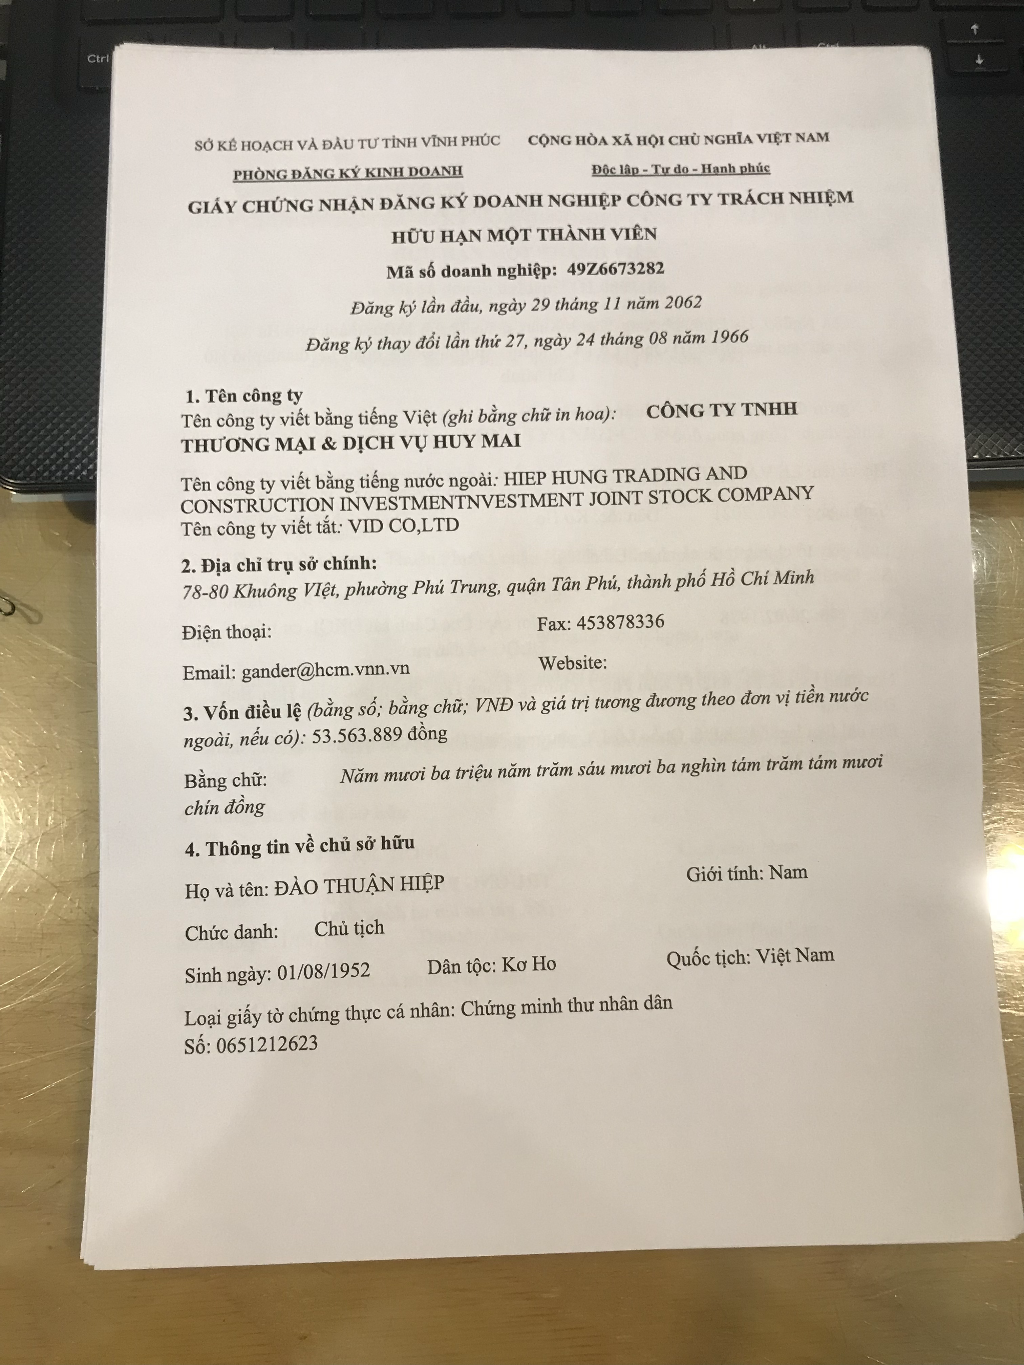 Ctrl
SỞ KẾ HOẠCH VÀ ĐẦU TƯ TỈNH VĨNH PHÚC CỘNG HÒA XÃ HỘI CHỦ NGHĨA VIỆT NAM
PHÒNG ĐĂNG KÝ KINH DOANH Độc lập - Tự do - Hạnh phúc
GIẤY CHỨNG NHẬN ĐĂNG KÝ DOANH NGHIỆP CÔNG TY TRÁCH NHIỆM
HỮU HẠN MỘT THÀNH VIÊN
Mã số doanh nghiệp: 49Z6673282
Đăng ký lần đầu, ngày 29 tháng 11 năm 2062
Đăng ký thay đổi lần thứ 27, ngày 24 tháng 08 năm 1966
1. Tên công ty
Tên công ty viết bằng tiếng Việt (ghi bằng chữ in hoa): CÔNG TY TNHH
THƯƠNG MẠI & DỊCH VỤ HUY MAI
Tên công ty viết bằng tiếng nước ngoài: HIEP HUNG TRADING AND
CONSTRUCTION INVESTMENTNVESTMENT JOINT STOCK COMPANY
Tên công ty viết tắt: VID CO,LTD
2. Địa chỉ trụ sở chính:
78-80 Khuông VIệt, phường Phú Trung, quận Tân Phú, thành phố Hồ Chí Minh
Điện thoại: Fax: 453878336
Email: gander@hcm.vnn.vn Website:
3. Vốn điều lệ (bằng số; bằng chữ; VNĐ và giá trị tương đương theo đơn vị tiền nước
ngoài, nếu có): 53.563.889 đồng
Bằng chữ: Năm mươi ba triệu năm trăm sáu mươi ba nghìn tám trăm tám mươi
chín đồng
4. Thông tin về chủ sở hữu
Họ và tên: ĐÀO THUẬN HIỆP Giới tính: Nam
Chức danh: Chủ tịch
Sinh ngày: 01/08/1952 Dân tộc: Kơ Ho Quốc tịch: Việt Nam
Loại giấy tờ chứng thực cá nhân: Chứng minh thư nhân dân
Số: 0651212623